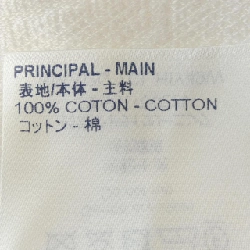 PRINCIPAL - MAIN
表地/本体 - 主料
100% COTON - COTTON
コットン - 棉